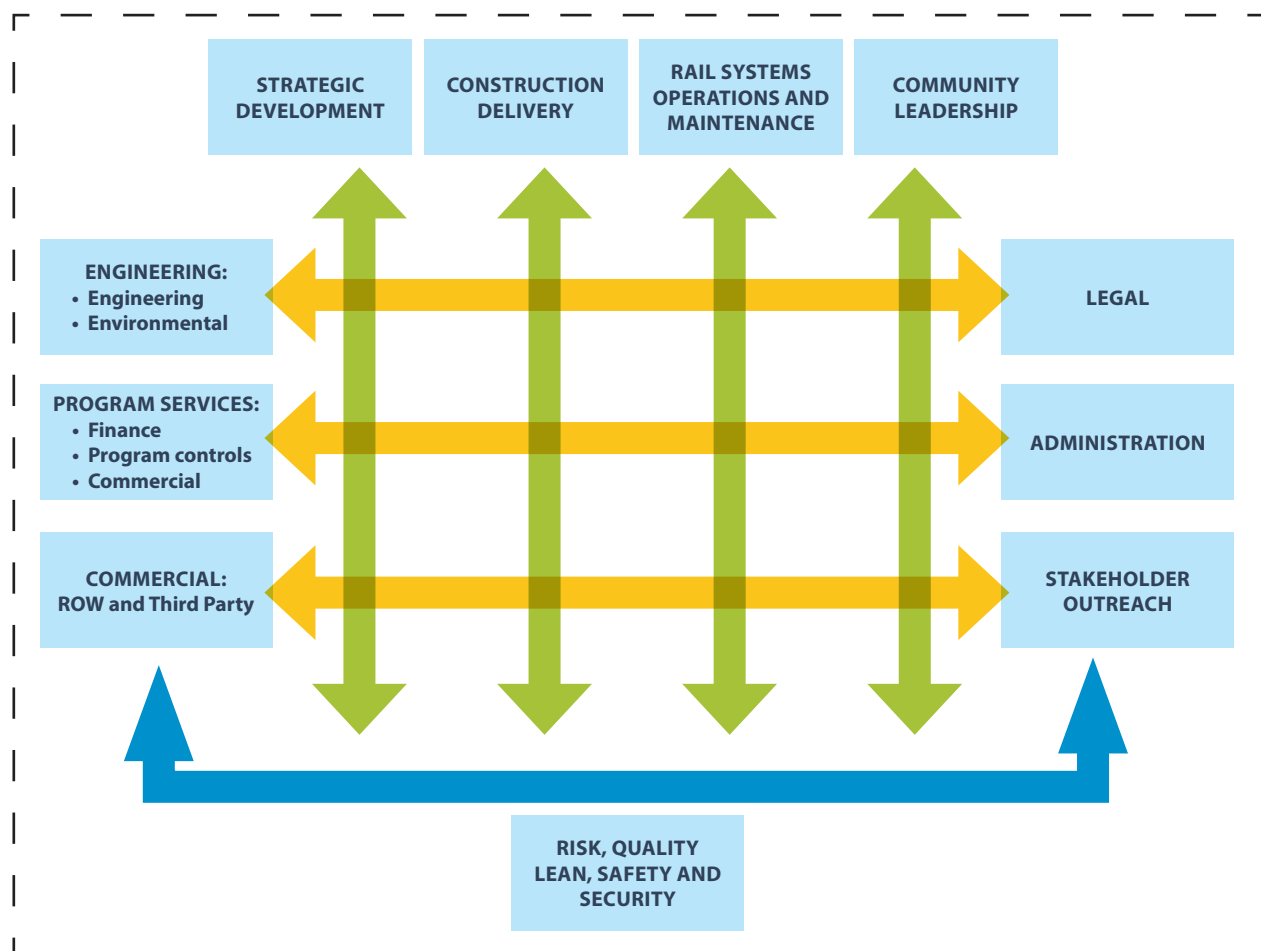 STRATEGIC
DEVELOPMENT
CONSTRUCTION
DELIVERY
RAIL SYSTEMS
OPERATIONS AND
MAINTENANCE
COMMUNITY
LEADERSHIP
ENGINEERING:
• Engineering
• Environmental
LEGAL
PROGRAM SERVICES:
• Finance
• Program controls
• Commercial
ADMINISTRATION
COMMERCIAL:
ROW and Third Party
STAKEHOLDER
OUTREACH
RISK, QUALITY
LEAN, SAFETY AND
SECURITY